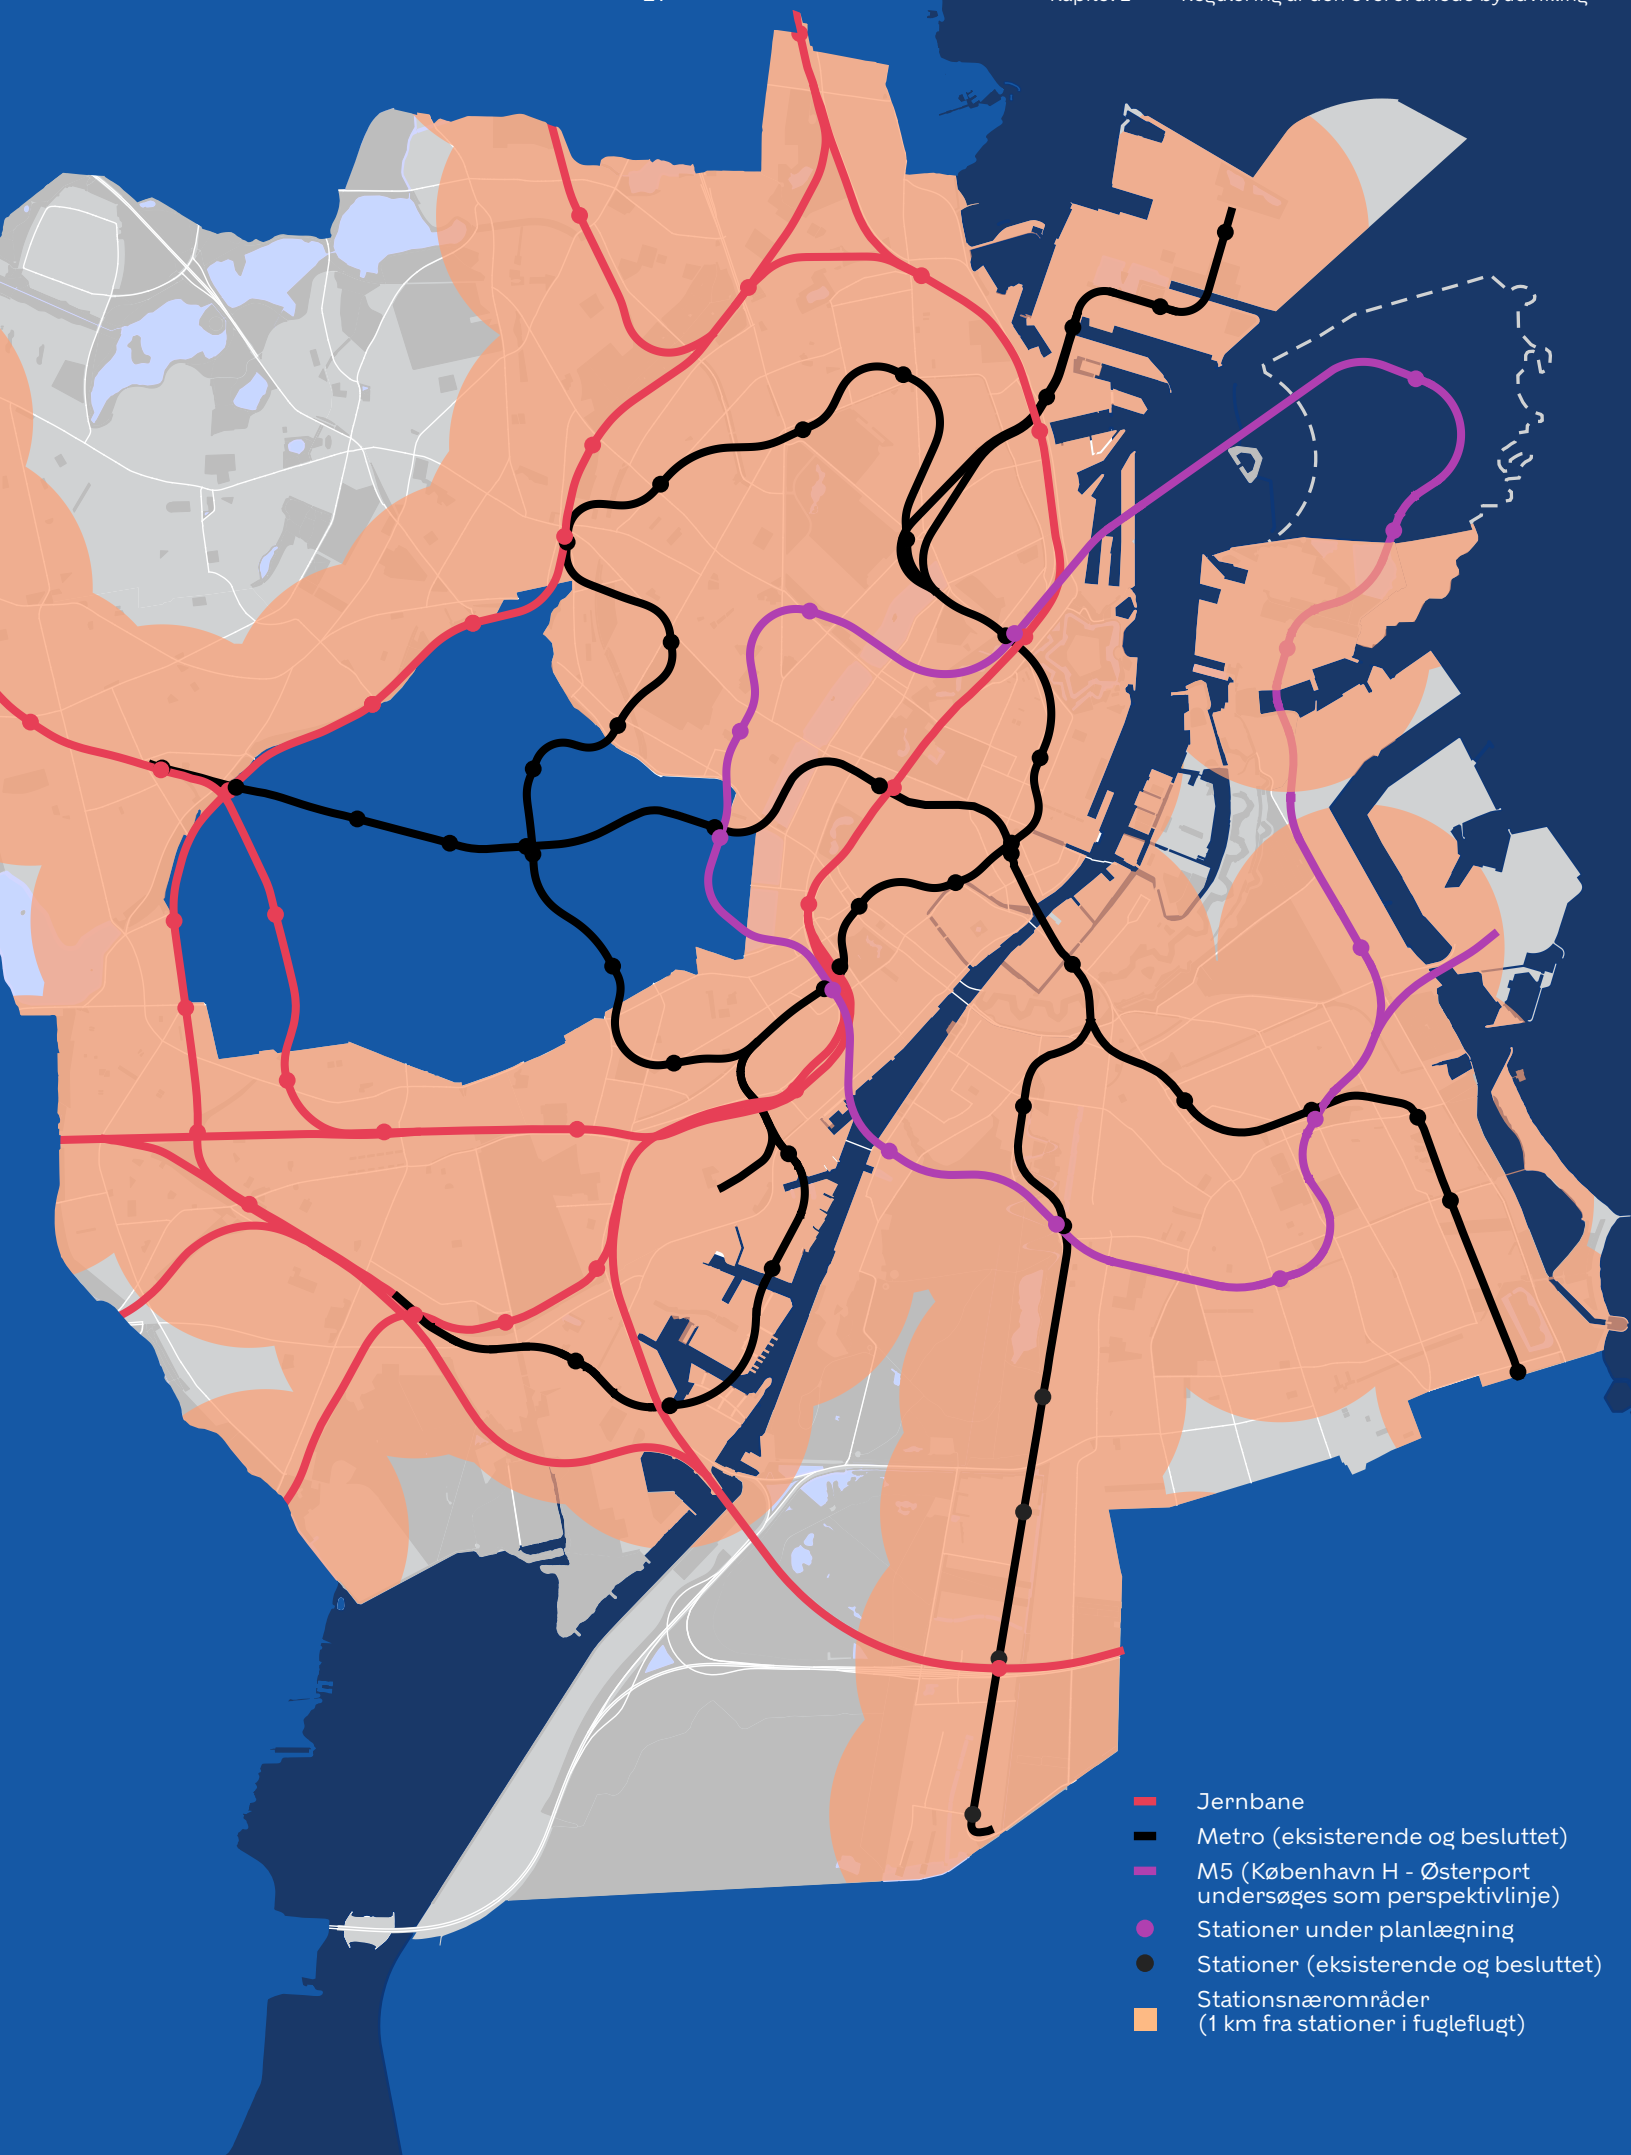 Jernbane
Metro (eksisterende og besluttet)
M5 (København H - Østerport
undersøges som perspektivlinje)
Stationer under planlægning
Stationer (eksisterende og besluttet)
Stationsnærområder
(1 km fra stationer i fugleflugt)